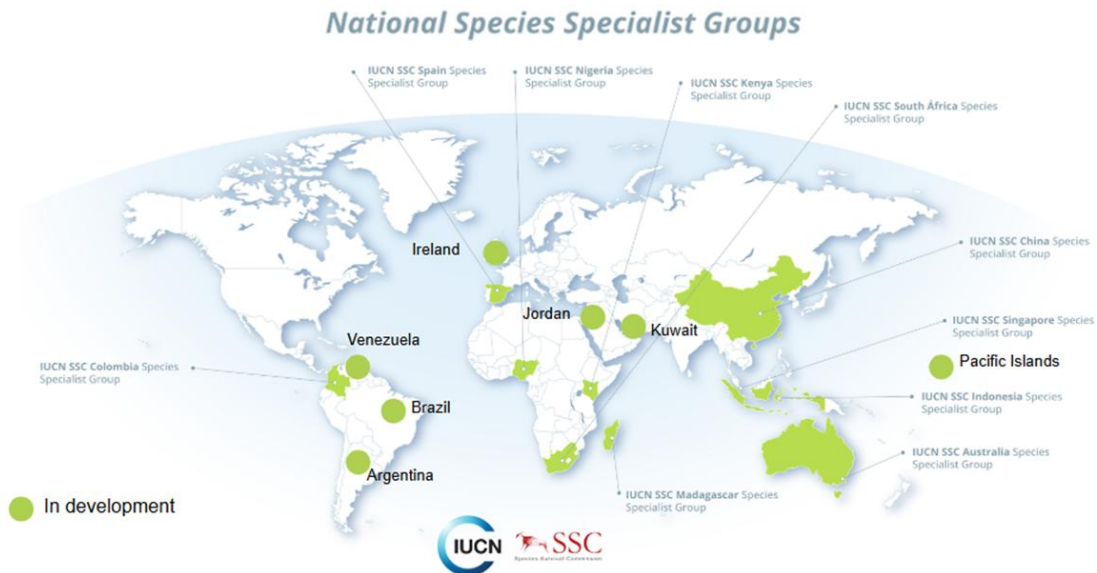 National Species Specialist Groups
IUCN SSC Spain Species
Specialist Group
IUCN SSC Nigeria Species
Specialist Group
IUCN SSC Kenya Species
Specialist Group
IUCN SSC South África Species
Specialist Group
Ireland
IUCN SSC China Species
Specialist Group
Jordan
Kuwait
IUCN SSC Singapore Species
Specialist Group
Venezuela
Pacific Islands
IUCN SSC Colombia Species
Specialist Group
IUCN SSC Indonesia Species
Specialist Group
Brazil
IUCN SSC Australia Species
Specialist Group
Argentina
IUCN SSC Madagascar Species
Specialist Group
In development
IUCN
SSC
Species Survival Commission